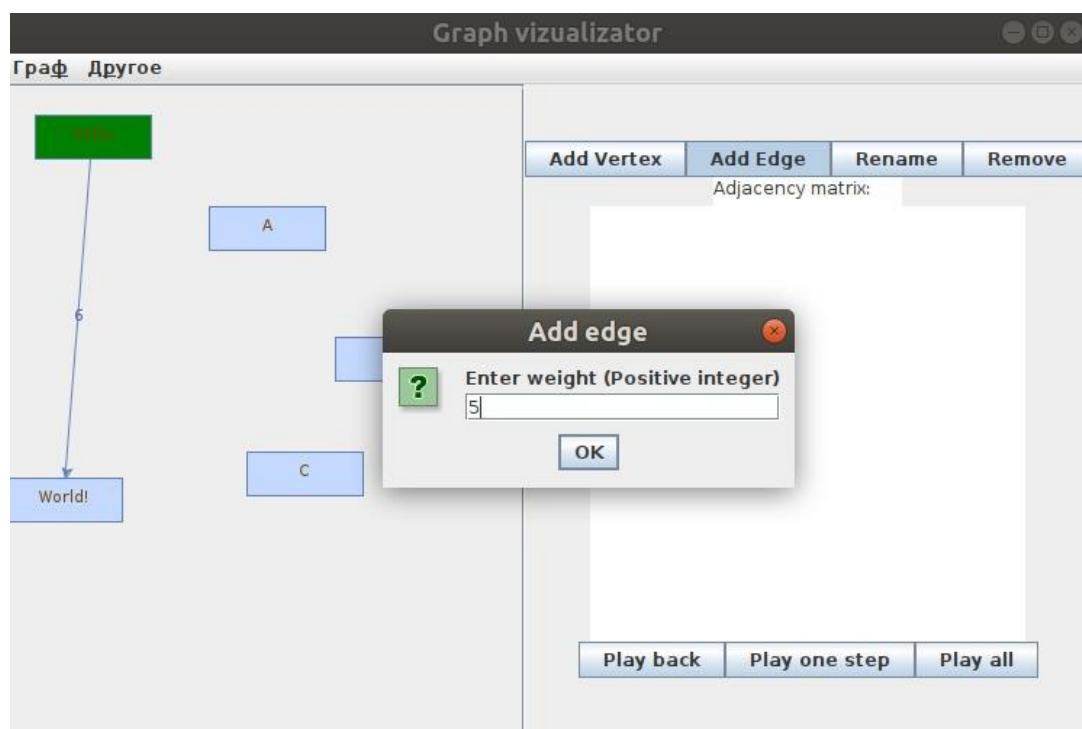 Graph vizualizator
Граф Другое
Add Vertex Add Edge Rename Remove
Adjacency matrix:
A
6
Add edge
Enter weight (Positive integer)
5
OK
C
World!
Play back Play one step Play all